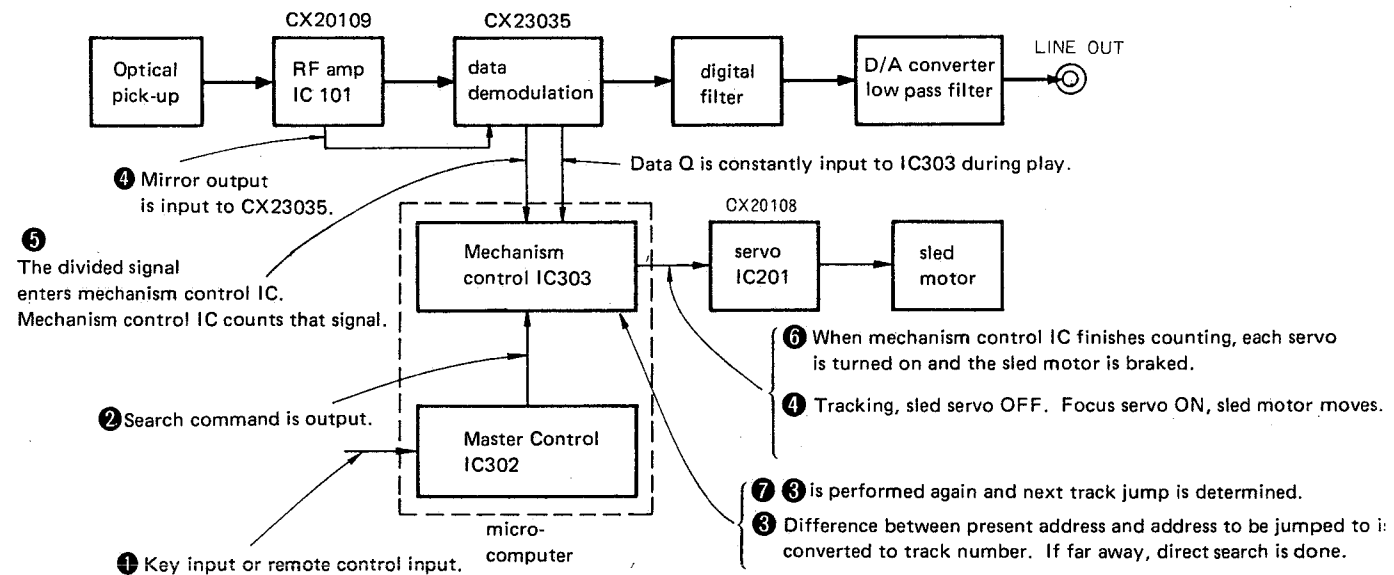 CX20109
CX23035
Optical
pick-up
RF amp
IC 101
data
demodulation
digital
filter
D/A converter
low pass filter
LINE OUT
❹ Mirror output
is input to CX23035.
Data Q is constantly input to IC303 during play.
❺
The divided signal
enters mechanism control IC.
Mechanism control IC counts that signal.
Mechanism
control IC303
CX20108
servo
IC201
sled
motor
❻ When mechanism control IC finishes counting, each servo
is turned on and the sled motor is braked.
❹ Tracking, sled servo OFF. Focus servo ON, sled motor moves.
❷ Search command is output.
Master Control
IC302
micro-
computer
❼ ❸ is performed again and next track jump is determined.
❸ Difference between present address and address to be jumped to
converted to track number. If far away, direct search is done.
❶ Key input or remote control input.